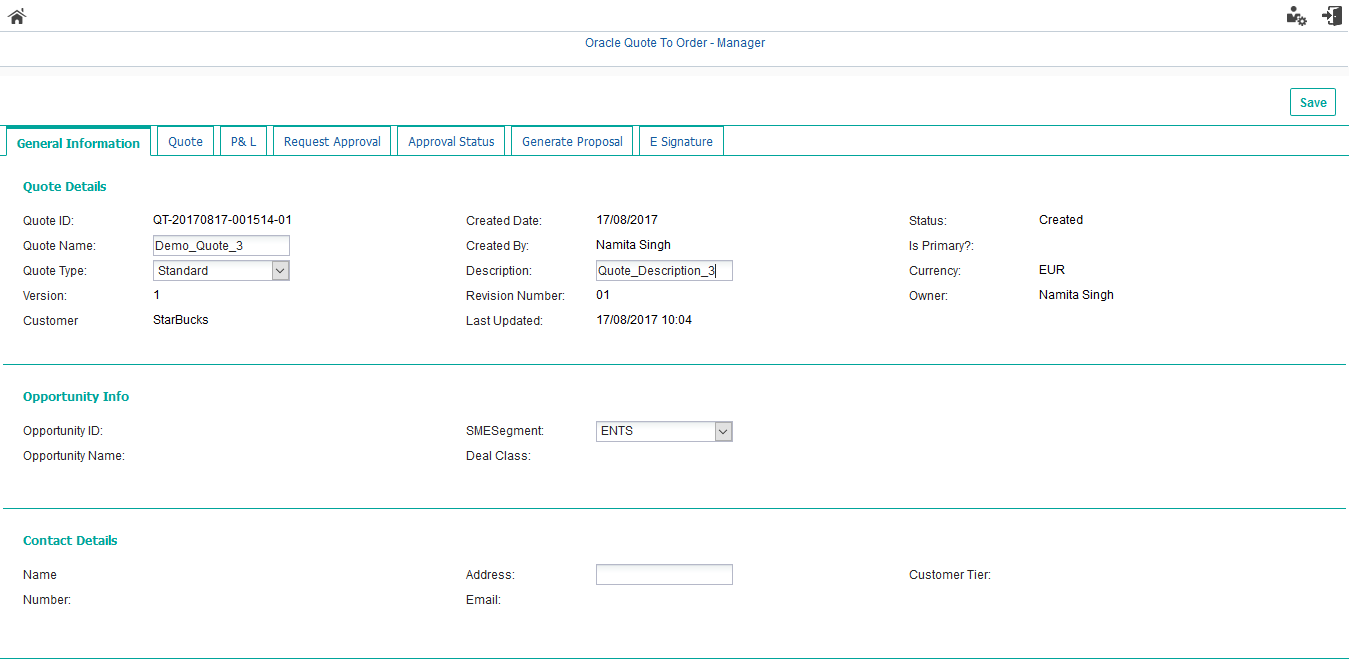 Oracle Quote To Order - Manager
Save
General Information Quote P& L Request Approval Approval Status Generate Proposal E Signature
Quote Details
Quote ID: QT-20170817-001514-01 Created Date: 17/08/2017 Status: Created
Quote Name: Demo_Quote_3 Created By: Namita Singh Is Primary?:
Quote Type: Standard Description: Quote_Description_3 Currency: EUR
Version: 1 Revision Number: 01 Owner: Namita Singh
Customer StarBucks Last Updated: 17/08/2017 10:04
Opportunity Info
Opportunity ID: SMESegment: ENTS
Opportunity Name: Deal Class:
Contact Details
Name Address: Customer Tier:
Number: Email: